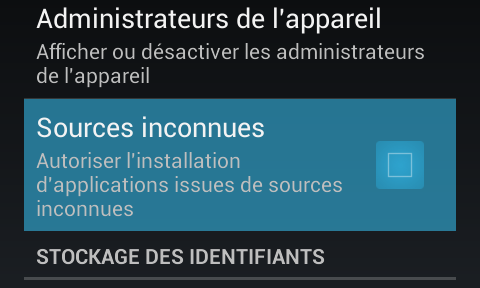 Administrateurs de l'appareil
Afficher ou désactiver les administrateurs
de l'appareil
Sources inconnues
Autoriser l'installation
d'applications issues de sources
inconnues
STOCKAGE DES IDENTIFIANTS